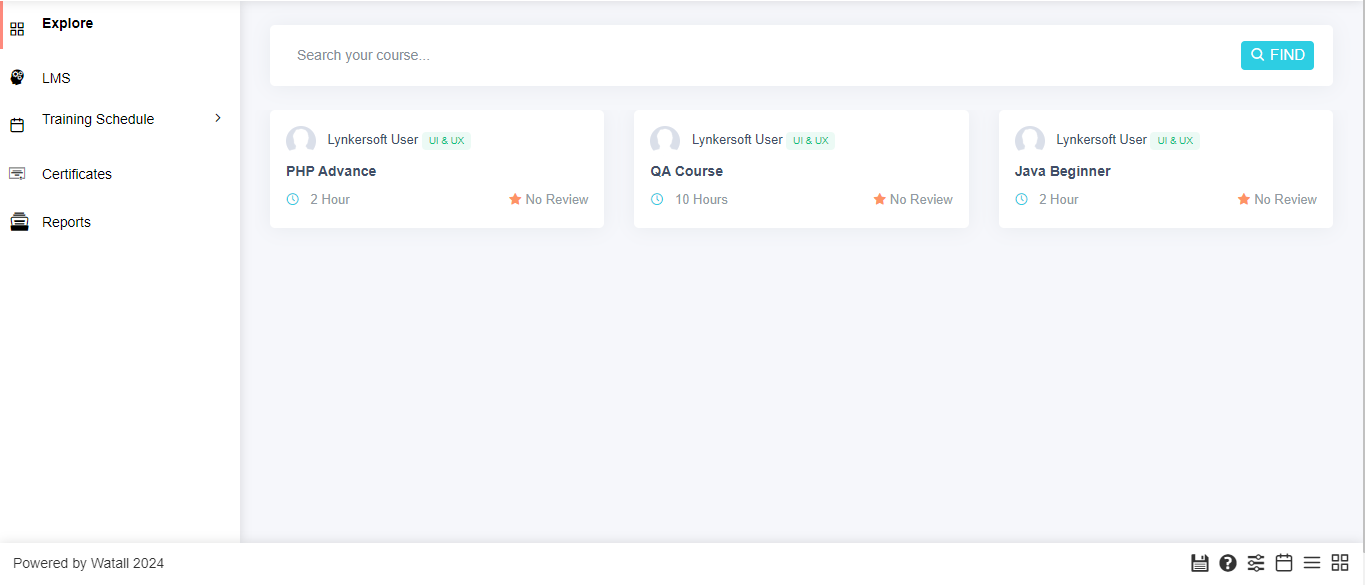 Explore
LMS
Training Schedule
Certificates
Reports
Search your course...
FIND
Lynkersoft User UI & UX
PHP Advance
2 Hour No Review
Lynkersoft User UI & UX
QA Course
10 Hours No Review
Lynkersoft User UI & UX
Java Beginner
2 Hour No Review
Powered by Watall 2024